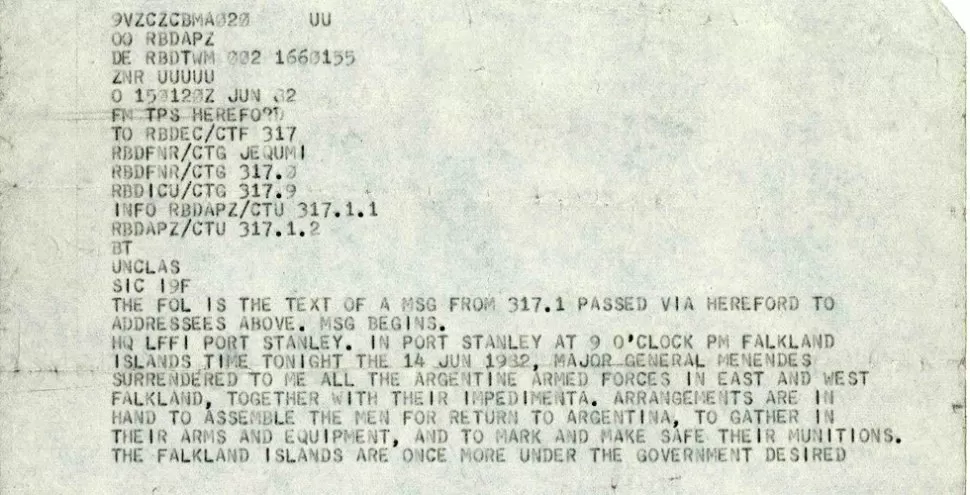 9VZCZCBMA020 UU
OO RBDAPZ
DE RBDTWM 002 1660155
ZNR UUUUU
O 150120Z JUN 82
FM TPS HEREFORD
TO RBDEC/CTF 317
RBDFNR/CTG JEQUMI
RBDFNR/CTG 317.0
RBDICU/CTG 317.9
INFO RBDAPZ/CTU 317.1.1
RBDAPZ/CTU 317.1.2
BT
UNCLAS
SIC 19F
THE FOL IS THE TEXT OF A MSG FROM 317.1 PASSED VIA HEREFORD TO
ADDRESSEES ABOVE. MSG BEGINS.
HQ LFFI PORT STANLEY. IN PORT STANLEY AT 9 O'CLOCK PM FALKLAND
ISLANDS TIME TONIGHT THE 14 JUN 1982, MAJOR GENERAL MENENDES
SURRENDERED TO ME ALL THE ARGENTINE ARMED FORCES IN EAST AND WEST
FALKLAND, TOGETHER WITH THEIR IMPEDIMENTA. ARRANGEMENTS ARE IN
HAND TO ASSEMBLE THE MEN FOR RETURN TO ARGENTINA, TO GATHER IN
THEIR ARMS AND EQUIPMENT, AND TO MARK AND MAKE SAFE THEIR MUNITIONS.
THE FALKLAND ISLANDS ARE ONCE MORE UNDER THE GOVERNMENT DESIRED